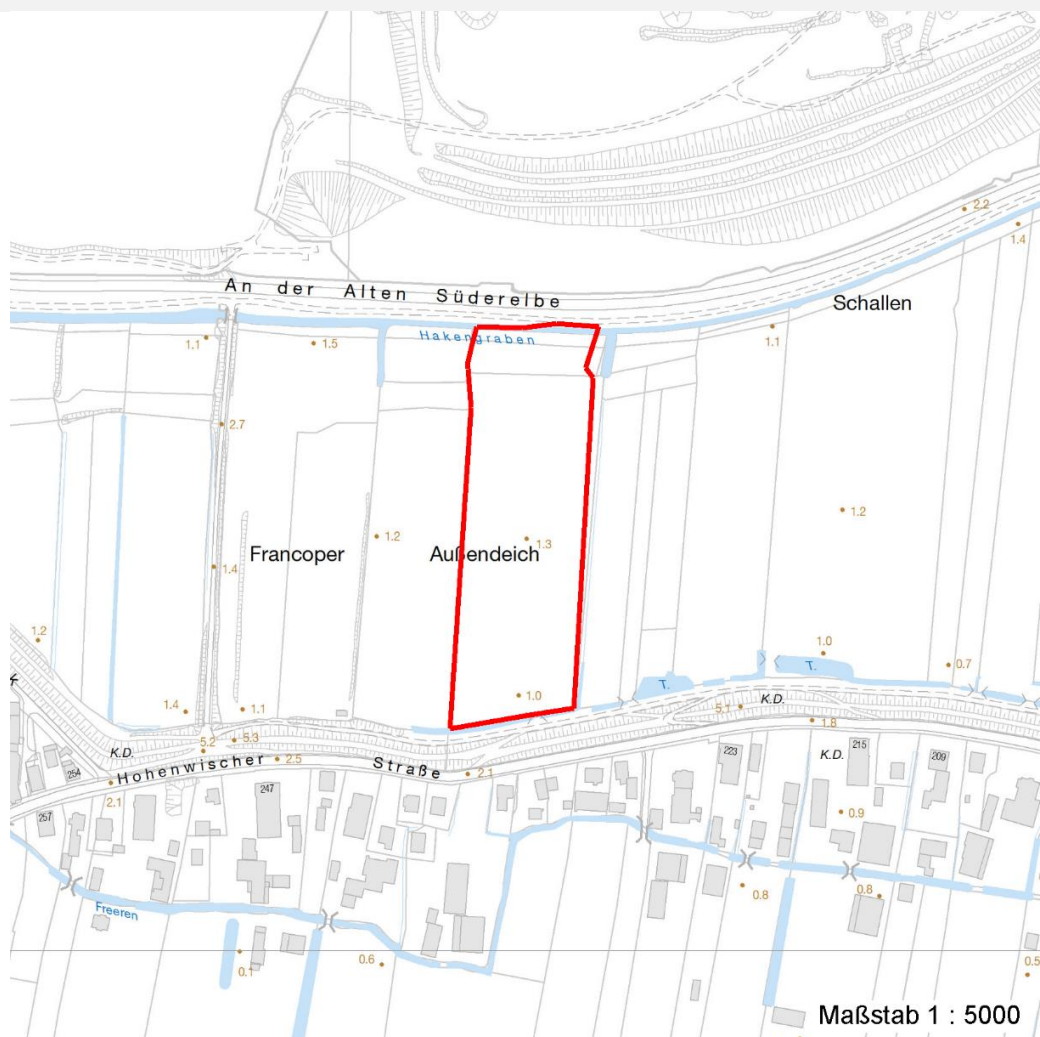 2.2
1.4
An der Alten Süderelbe
Schallen
Hakengraben
1.1
1.5
1.1
2.7
1.2
1.2
Francoper
Außendeich
1.3
1.4
1.2
1.0
0.7
T.
T.
1.4
1.1
1.0
5.1
K.D.
1.8
5.2
5.3
K.D.
2.5
Hohenwischer Straße
2.1
2.1
254
257
247
223
K.D.
215
209
0.9
0.8
0.8
Freeren
0.1
0.6
0.5
Maßstab 1 : 5000